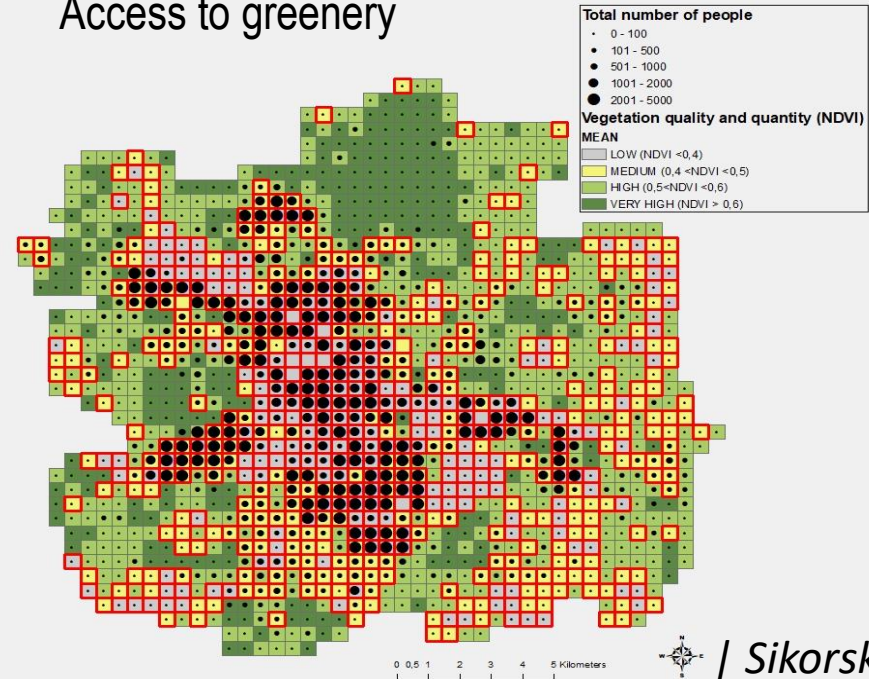 Access to greenery
Total number of people
0 - 100
101 - 500
501 - 1000
1001 - 2000
2001 - 5000
Vegetation quality and quantity (NDVI)
MEAN
LOW (NDVI <0,4)
MEDIUM (0,4 <NDVI <0,5)
HIGH (0,5<NDVI <0,6)
VERY HIGH (NDVI > 0,6)
N
W E
S
0 0,5 1 2 3 4 5 Kilometers
| Sikorsk